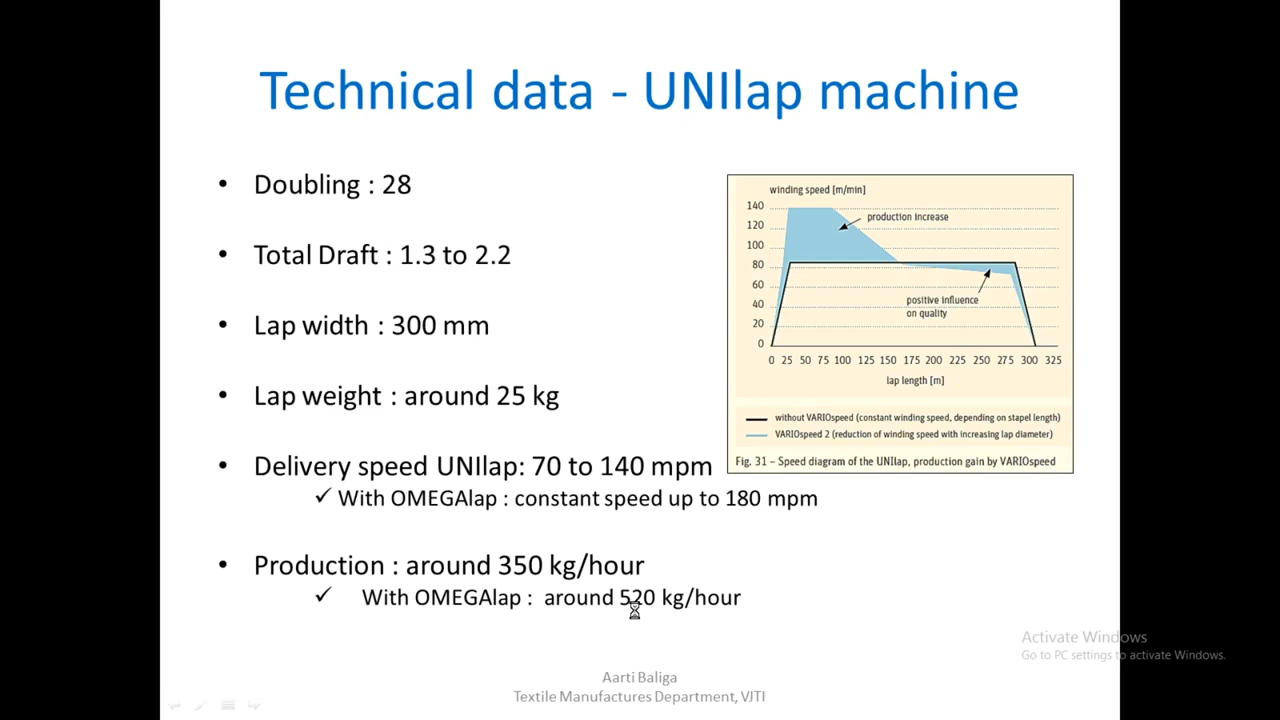 Technical data - UNIlap machine
• Doubling : 28
• Total Draft : 1.3 to 2.2
• Lap width : 300 mm
• Lap weight : around 25 kg
• Delivery speed UNIlap: 70 to 140 mpm
✓ With OMEGAlap : constant speed up to 180 mpm
• Production : around 350 kg/hour
✓ With OMEGAlap : around 520 kg/hour
winding speed [m/min]
140
120
100
80
60
40
20
0
production increase
positive influence
on quality
0 25 50 75 100 125 150 175 200 225 250 275 300 325
lap length [m]
without VARIOspeed (constant winding speed, depending on stapel length)
VARIOspeed 2 (reduction of winding speed with increasing lap diameter)
Fig. 31 – Speed diagram of the UNIlap, production gain by VARIOspeed
Activate Windows
Go to PC settings to activate Windows.
Aarti Baliga
Textile Manufactures Department, VJTI